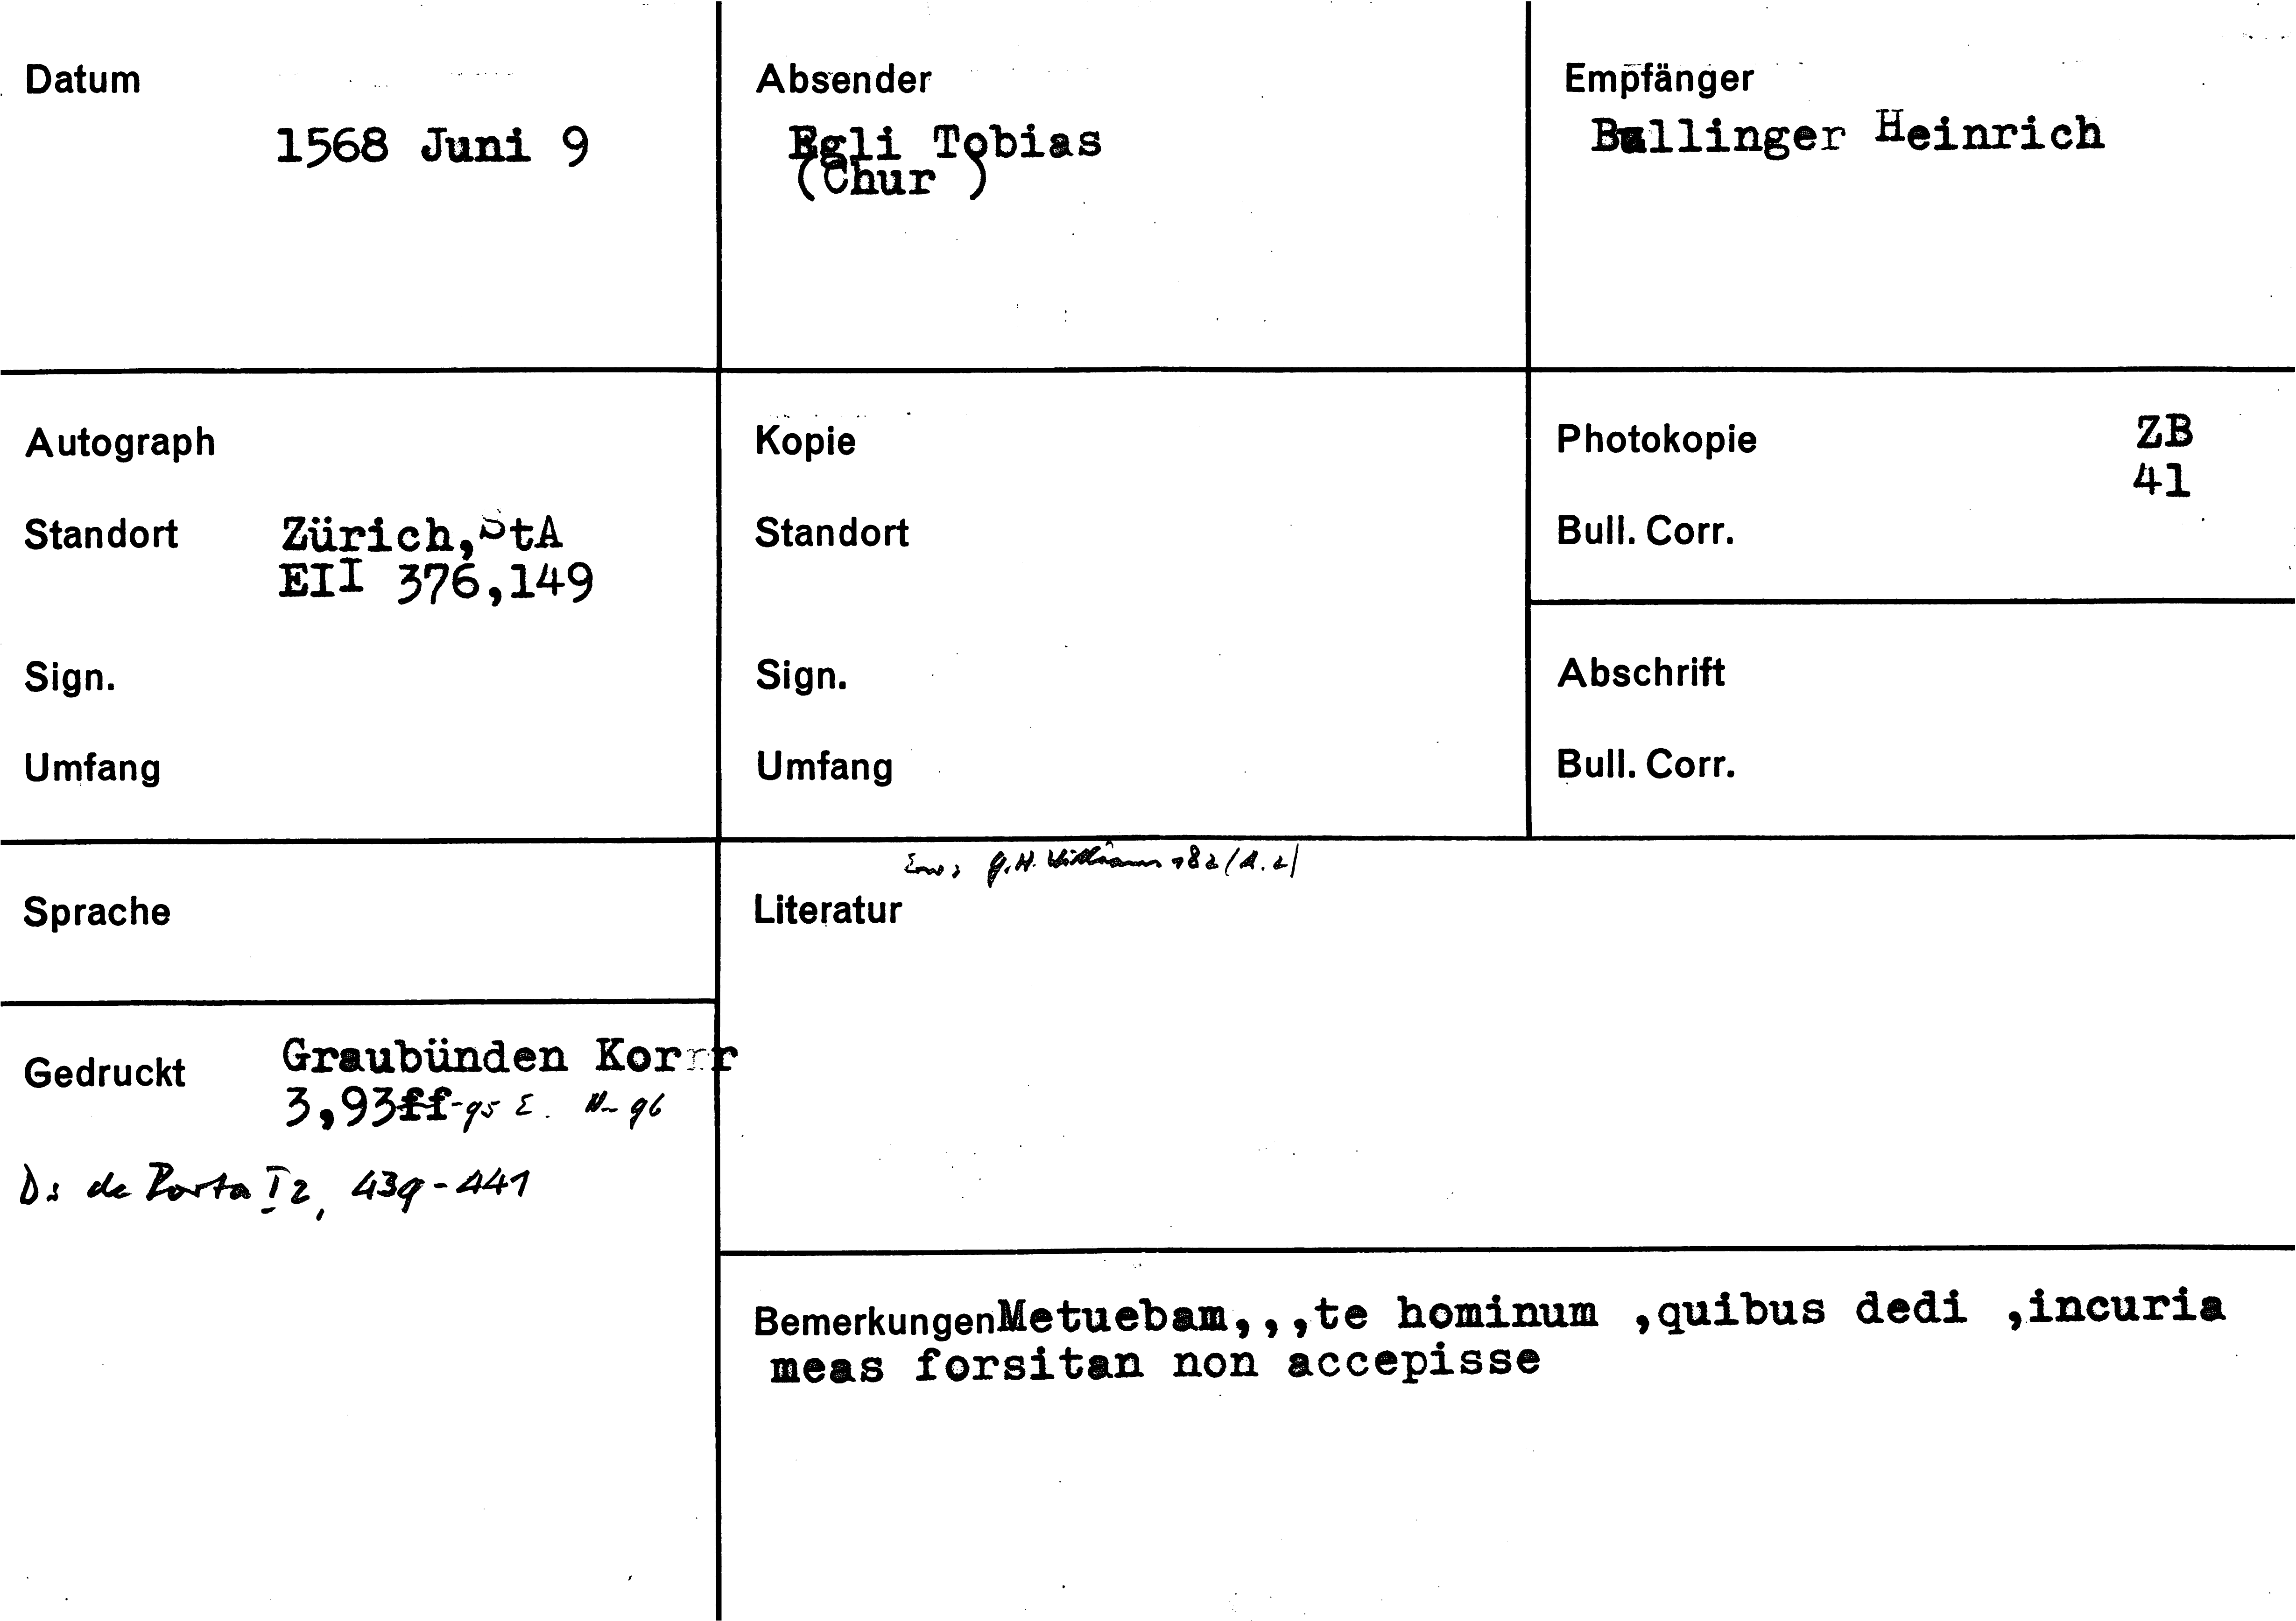 Datum
1568 Juni 9
Absender
Egli Tobias
(Chur )
Empfänger
Bullinger Heinrich
Autograph
Standort Zürich,StA
EII 376,149
Sign.
Umfang
Kopie
Standort
Sign.
Umfang
Photokopie ZB
41
Bull. Corr.
Abschrift
Bull. Corr.
Sprache
G.H. Williams 782 (A.2)
Literatur
Gedruckt Graubünden Korrr
3,93ff-95 E. Nr 96
D: de Porta I 2, 439-441
Bemerkungen Metuebam,,,te hominum ,quibus dedi ,incuria
meas forsitan non accepisse